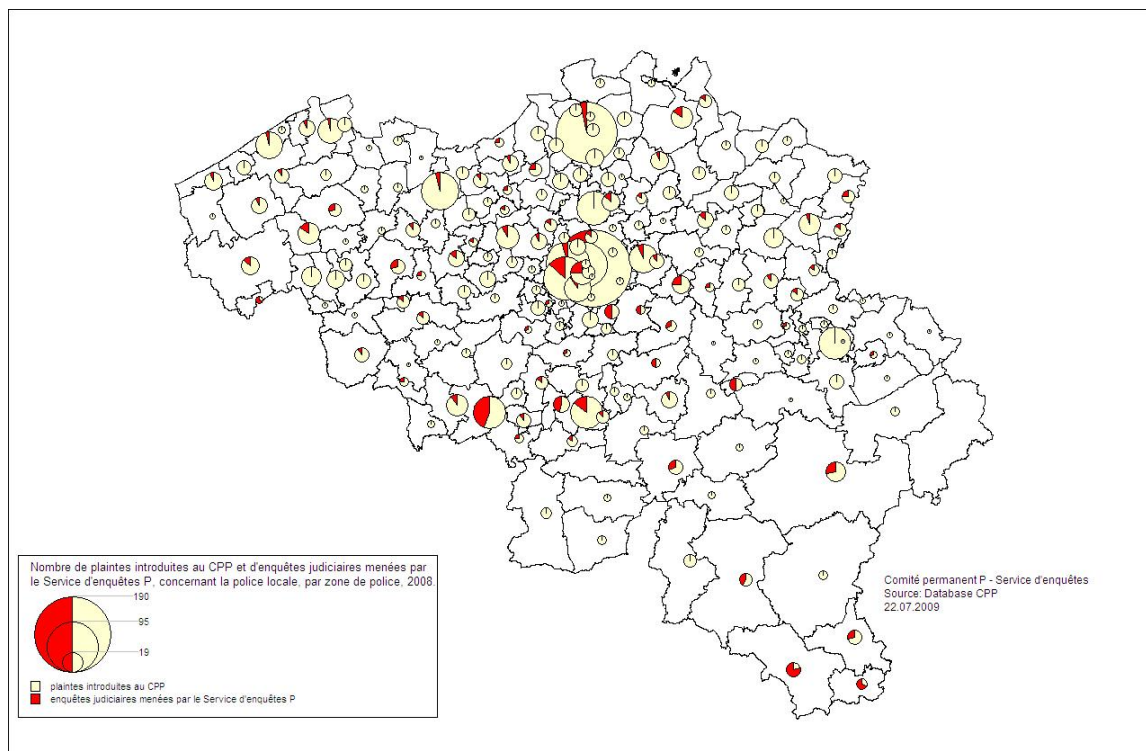 Nombre de plaintes introduites au CPP et d'enquêtes judiciaires menées par
le Service d'enquêtes P, concernant la police locale, par zone de police, 2008.
190
95
19
plaintes introduites au CPP
enquêtes judiciaires menées par le Service d'enquêtes P
Comité permanent P - Service d'enquêtes
Source: Database CPP
22.07.2009